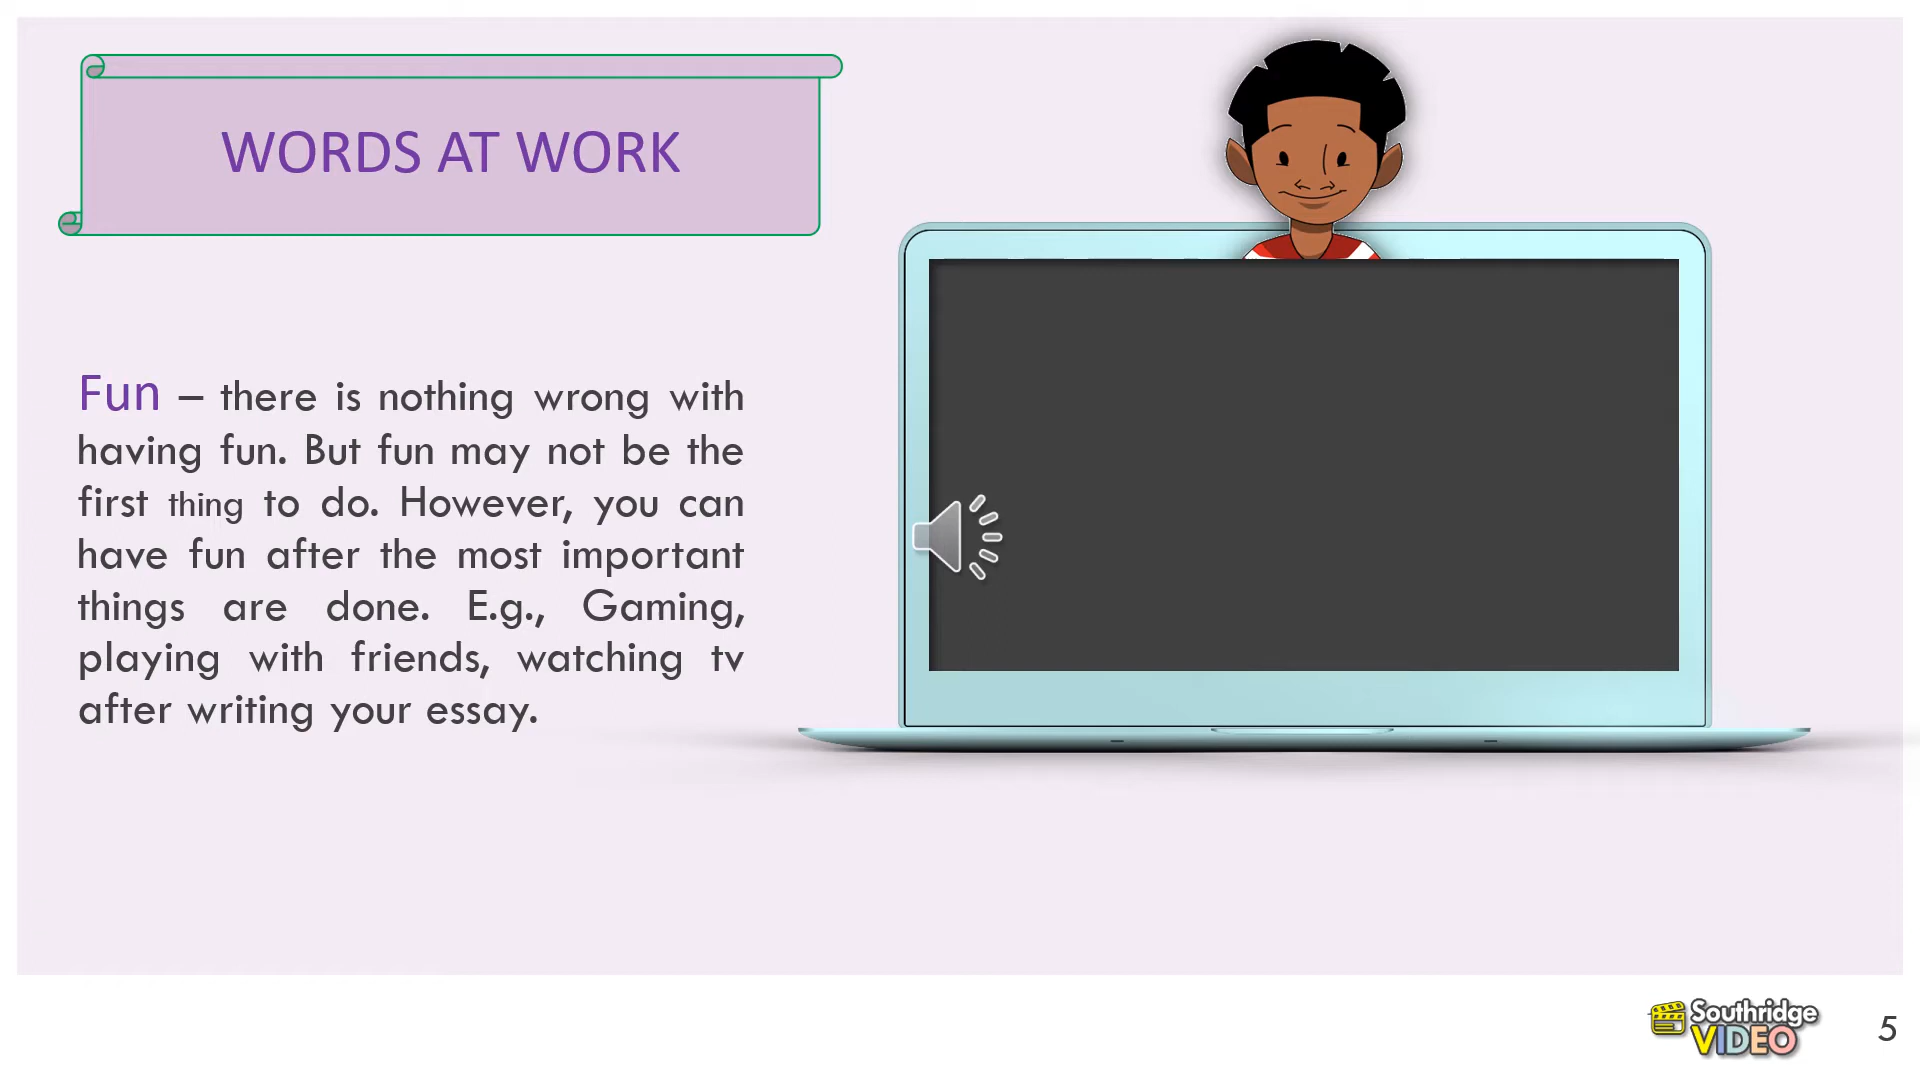 WORDS AT WORK
Fun – there is nothing wrong with
having fun. But fun may not be the
first thing to do. However, you can
have fun after the most important
things are done. E.g., Gaming,
playing with friends, watching tv
after writing your essay.
Southridge
VIDEO
5